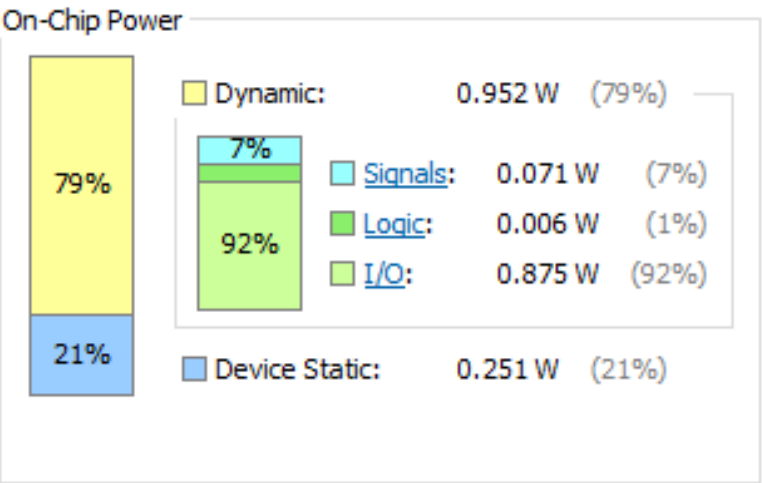 On-Chip Power
Dynamic: 0.952 W (79%)
7%
79%
Signals: 0.071 W (7%)
Logic: 0.006 W (1%)
92%
I/O: 0.875 W (92%)
21%
Device Static: 0.251 W (21%)